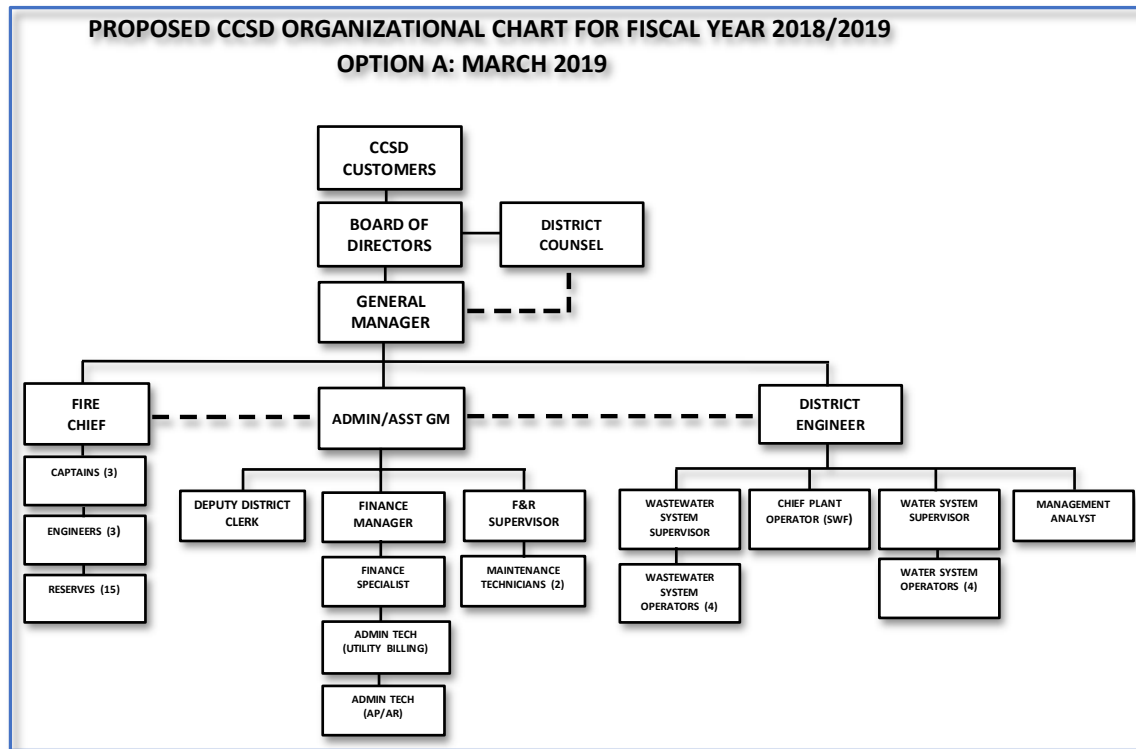 PROPOSED CCSD ORGANIZATIONAL CHART FOR FISCAL YEAR 2018/2019
OPTION A: MARCH 2019
CCSD
CUSTOMERS
BOARD OF
DIRECTORS
DISTRICT
COUNSEL
GENERAL
MANAGER
FIRE
CHIEF
ADMIN/ASST GM
DISTRICT
ENGINEER
CAPTAINS (3)
ENGINEERS (3)
RESERVES (15)
DEPUTY DISTRICT
CLERK
FINANCE
MANAGER
F&R
SUPERVISOR
FINANCE
SPECIALIST
MAINTENANCE
TECHNICIANS (2)
ADMIN TECH
(UTILITY BILLING)
ADMIN TECH
(AP/AR)
WASTEWATER
SYSTEM
SUPERVISOR
CHIEF PLANT
OPERATOR (SWF)
WATER SYSTEM
SUPERVISOR
MANAGEMENT
ANALYST
WASTEWATER
SYSTEM
OPERATORS (4)
WATER SYSTEM
OPERATORS (4)